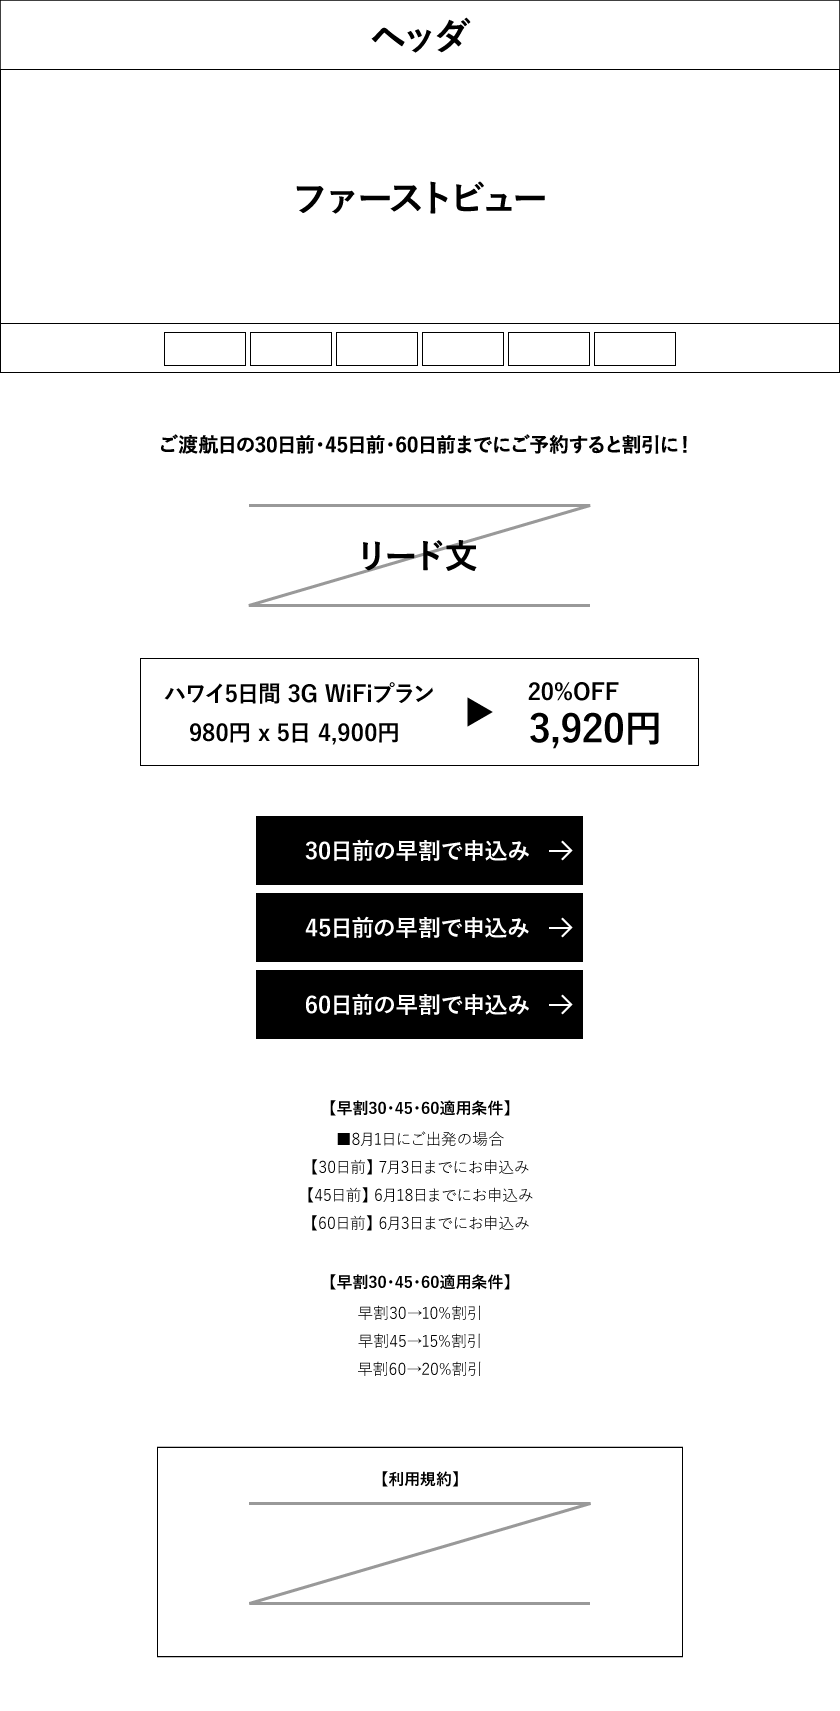 ヘッダ
ファーストビュー
ご渡航日の30日前・45日前・60日前までにご予約すると割引に！
リード文
ハワイ5日間 3G WiFiプラン
980円 x 5日 4,900円
▶
20%OFF
3,920円
30日前の早割で申込み →
45日前の早割で申込み →
60日前の早割で申込み →
【早割30・45・60適用条件】
■8月1日にご出発の場合
【30日前】7月3日までにお申込み
【45日前】6月18日までにお申込み
【60日前】6月3日までにお申込み
【早割30・45・60適用条件】
早割30→10%割引
早割45→15%割引
早割60→20%割引
【利用規約】